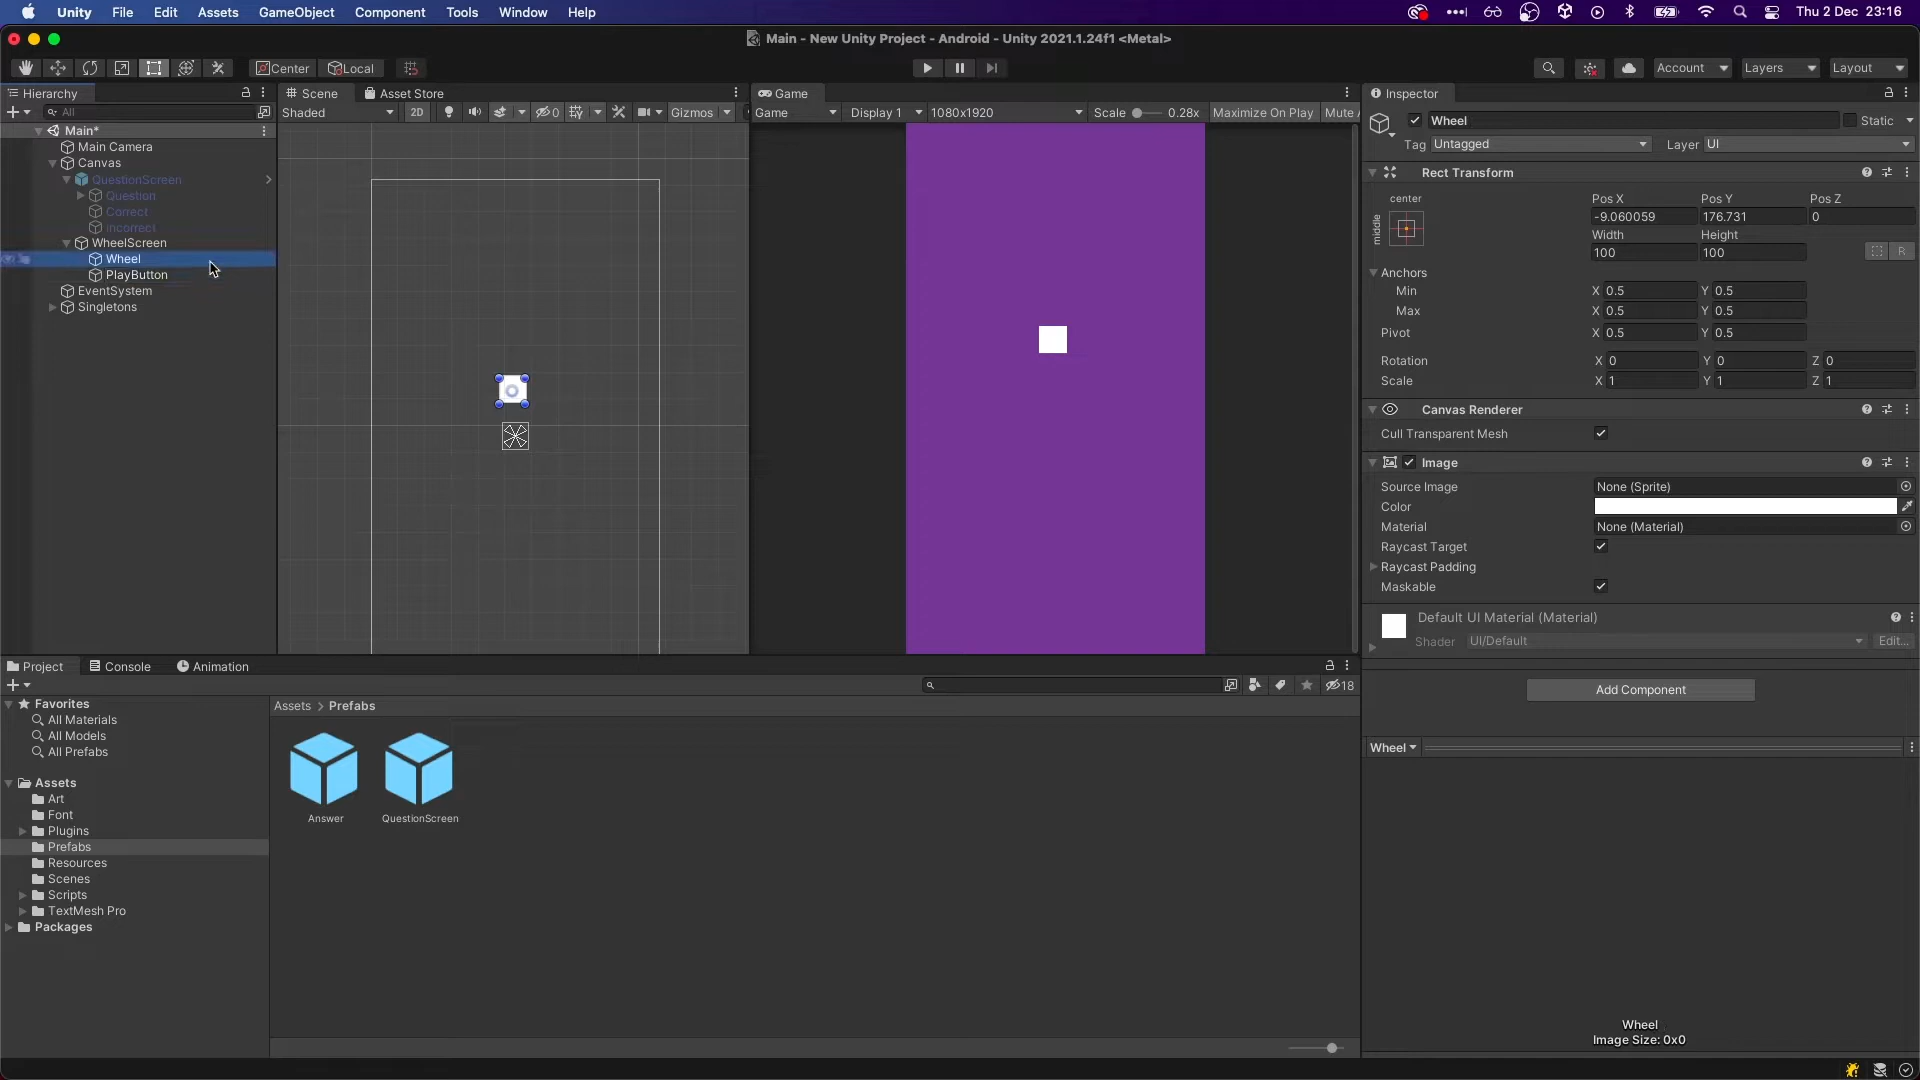 Unity File Edit Assets GameObject Component Tools Window Help Thu 2 Dec 23:16
Main - New Unity Project - Android - Unity 2021.1.24f1 <Metal>
Center Local Account Layers Layout
Hierarchy
All
Main*
Main Camera
Canvas
QuestionScreen
Question
Correct
Incorrect
WheelScreen
Wheel
PlayButton
EventSystem
Singletons
Scene Asset Store
Shaded 2D 0 Gizmos
Game
Game Display 1 1080x1920 Scale 0.28x Maximize On Play Mute
Inspector
Wheel Static
Tag Untagged Layer UI
Rect Transform
center
middle
Pos X Pos Y Pos Z
-9.060059 176.731 0
Width Height
100 100 R
Anchors
Min X 0.5 Y 0.5
Max X 0.5 Y 0.5
Pivot X 0.5 Y 0.5
Rotation X 0 Y 0 Z 0
Scale X 1 Y 1 Z 1
Canvas Renderer
Cull Transparent Mesh
Image
Source Image None (Sprite)
Color
Material None (Material)
Raycast Target
Raycast Padding
Maskable
Default UI Material (Material)
Shader UI/Default Edit...
Add Component
Wheel
Wheel
Image Size: 0x0
Project Console Animation
18
Favorites
All Materials
All Models
All Prefabs
Assets
Art
Font
Plugins
Prefabs
Resources
Scenes
Scripts
TextMesh Pro
Packages
Assets > Prefabs
Answer QuestionScreen